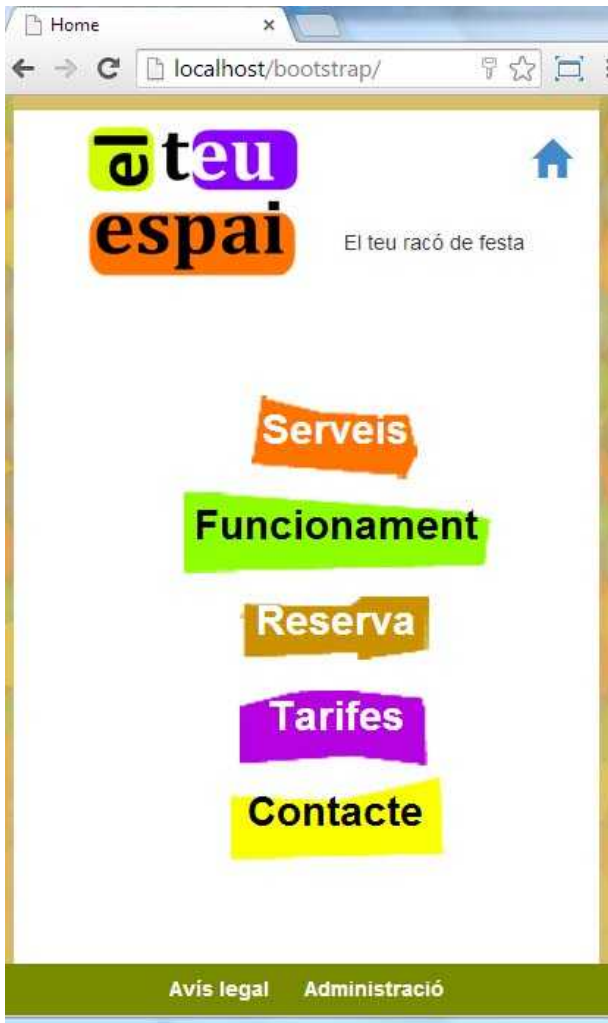 Home
localhost/bootstrap/
el teu
espai
El teu racó de festa
Serveis
Funcionament
Reserva
Tarifes
Contacte
Avís legal Administració